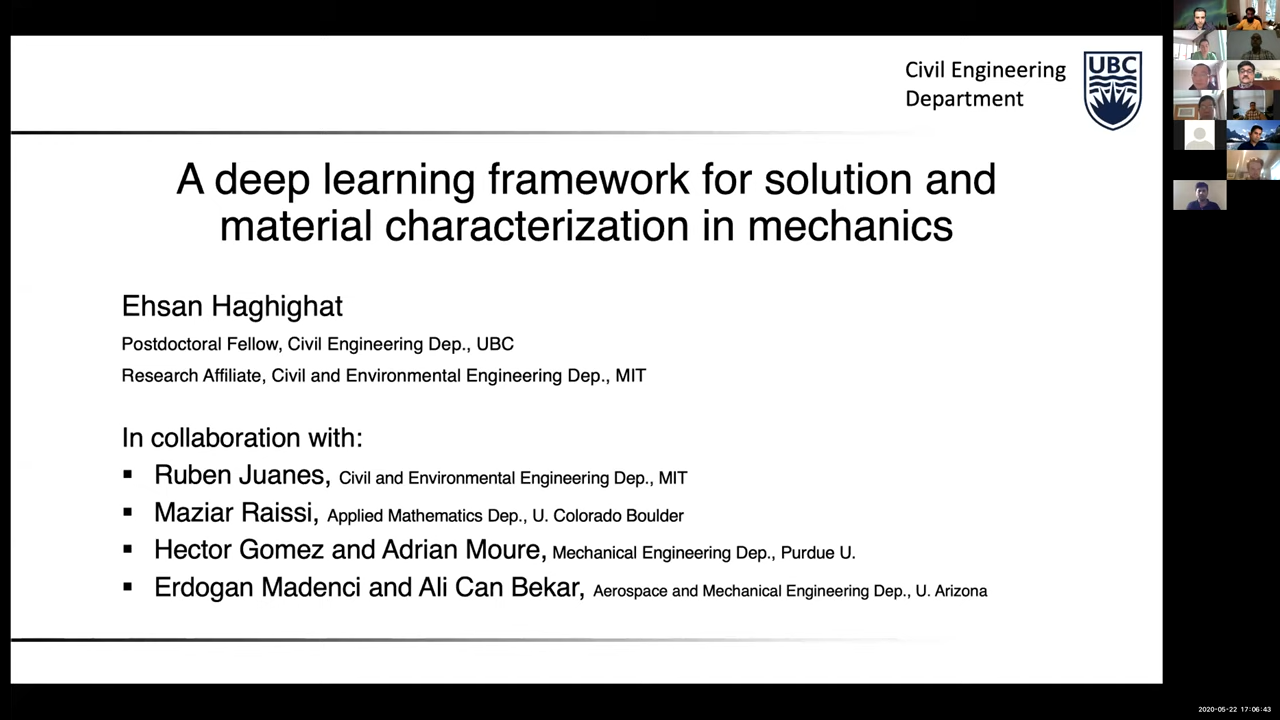 Civil Engineering
Department
UBC
A deep learning framework for solution and
material characterization in mechanics
Ehsan Haghighat
Postdoctoral Fellow, Civil Engineering Dep., UBC
Research Affiliate, Civil and Environmental Engineering Dep., MIT
In collaboration with:
▪ Ruben Juanes, Civil and Environmental Engineering Dep., MIT
▪ Maziar Raissi, Applied Mathematics Dep., U. Colorado Boulder
▪ Hector Gomez and Adrian Moure, Mechanical Engineering Dep., Purdue U.
▪ Erdogan Madenci and Ali Can Bekar, Aerospace and Mechanical Engineering Dep., U. Arizona
2020-05-22 17:06:43